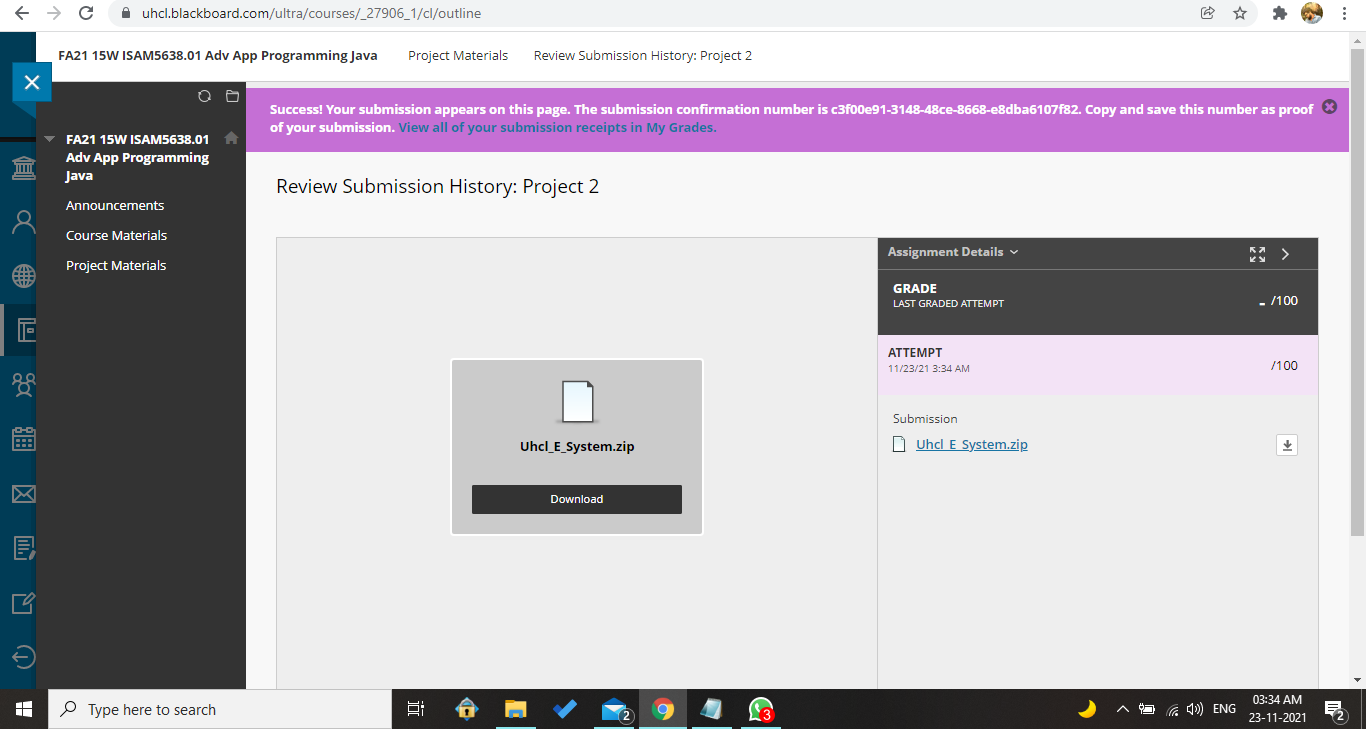 uhcl.blackboard.com/ultra/courses/_27906_1/cl/outline
FA21 15W ISAM5638.01 Adv App Programming Java
Project Materials
Review Submission History: Project 2
Success! Your submission appears on this page. The submission confirmation number is c3f00e91-3148-48ce-8668-e8dba6107f82. Copy and save this number as proof
of your submission. View all of your submission receipts in My Grades.
FA21 15W ISAM5638.01
Adv App Programming
Java
Announcements
Course Materials
Project Materials
Review Submission History: Project 2
Uhcl_E_System.zip
Download
Assignment Details
GRADE
LAST GRADED ATTEMPT
- /100
ATTEMPT
11/23/21 3:34 AM
/100
Submission
Uhcl_E_System.zip
Type here to search
2
3
ENG
03:34 AM
23-11-2021
2